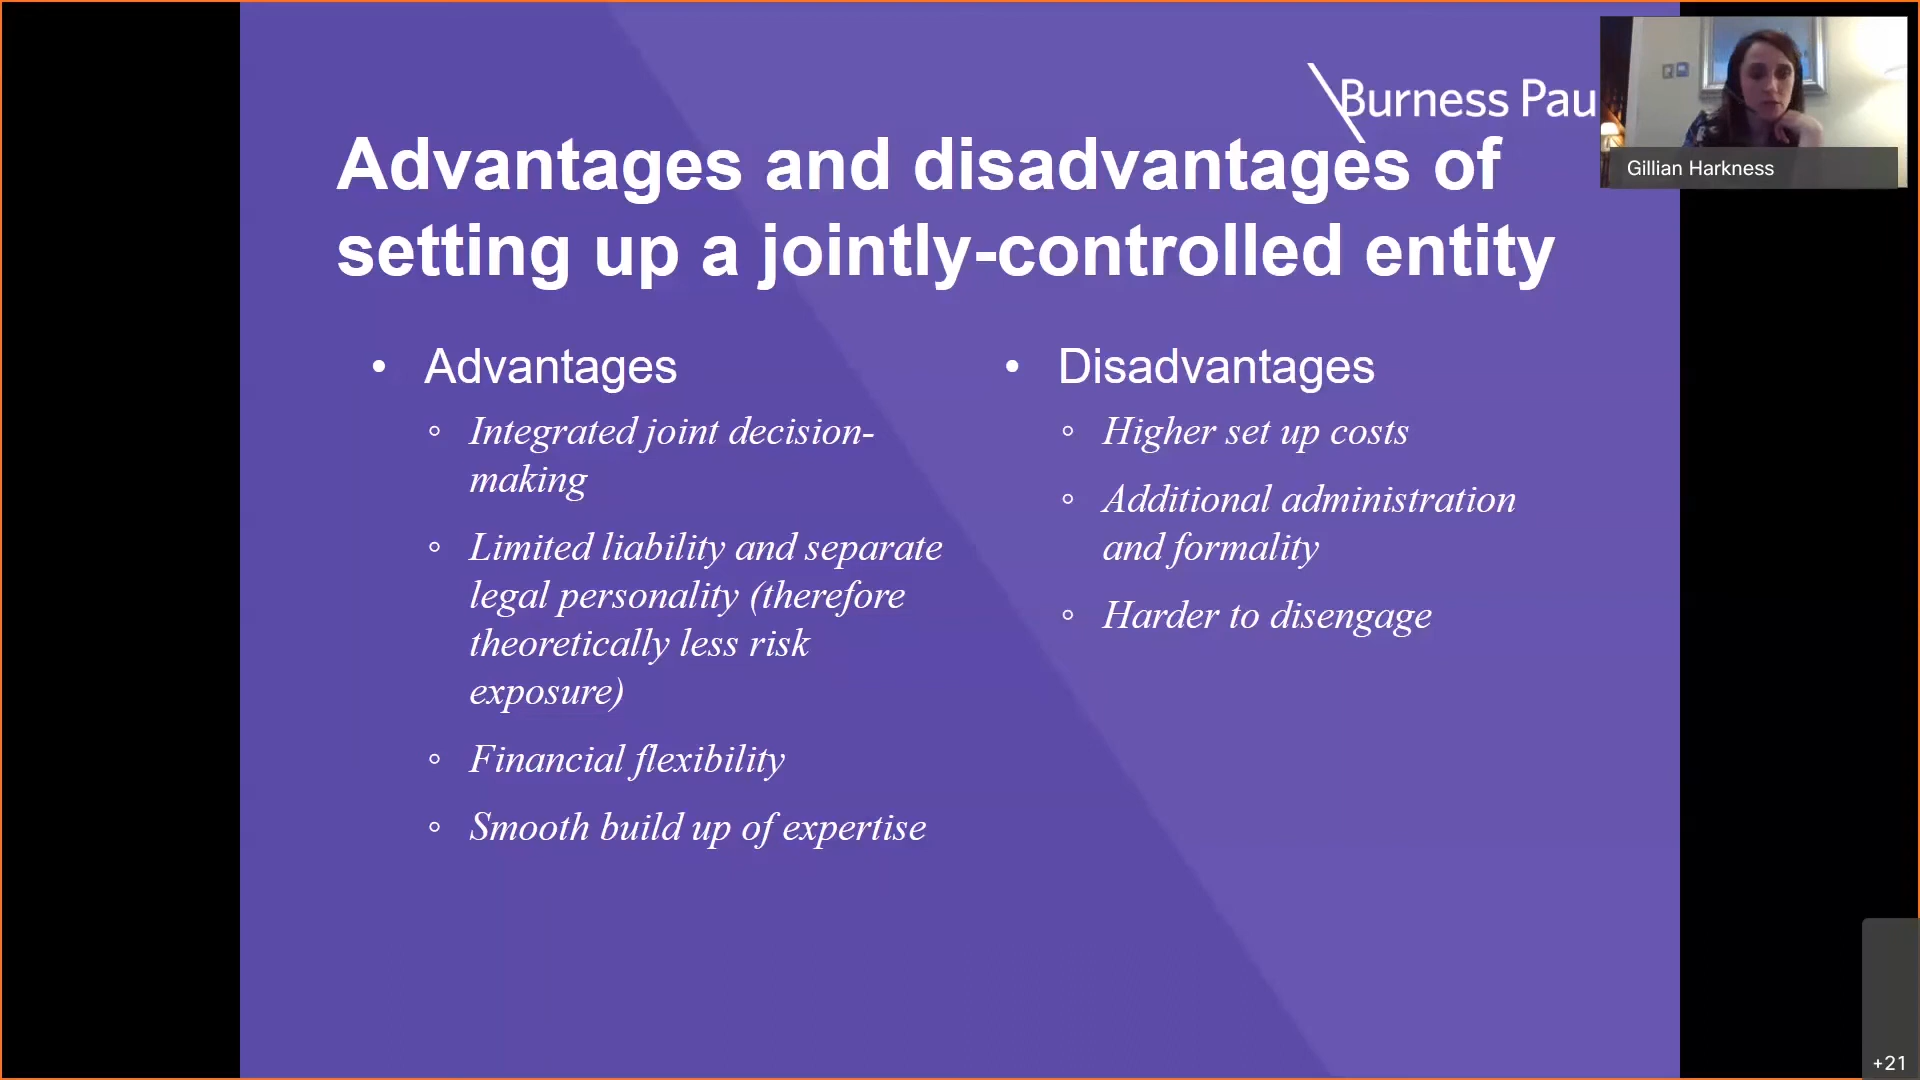 Burness Pau
Gillian Harkness
Advantages and disadvantages of
setting up a jointly-controlled entity
• Advantages
◦ Integrated joint decision-
making
◦ Limited liability and separate
legal personality (therefore
theoretically less risk
exposure)
◦ Financial flexibility
◦ Smooth build up of expertise
• Disadvantages
◦ Higher set up costs
◦ Additional administration
and formality
◦ Harder to disengage
+21